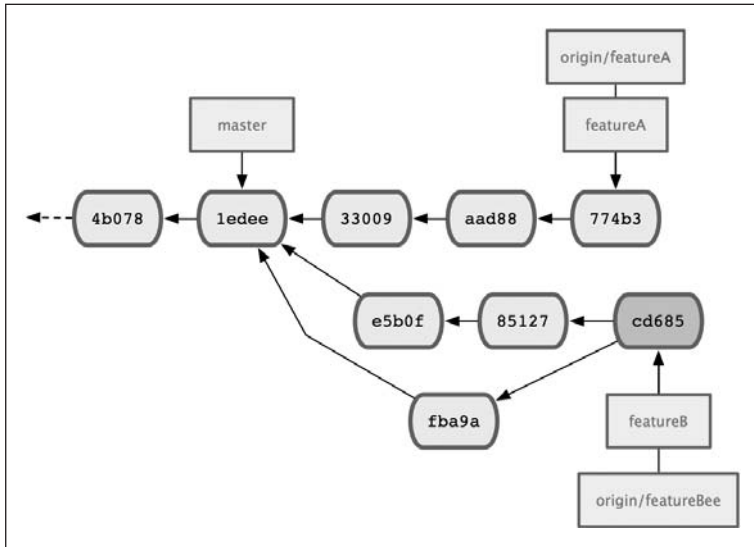 origin/featureA
master
featureA
4b078
1edee
33009
aad88
774b3
e5b0f
85127
cd685
fba9a
featureB
origin/featureBee